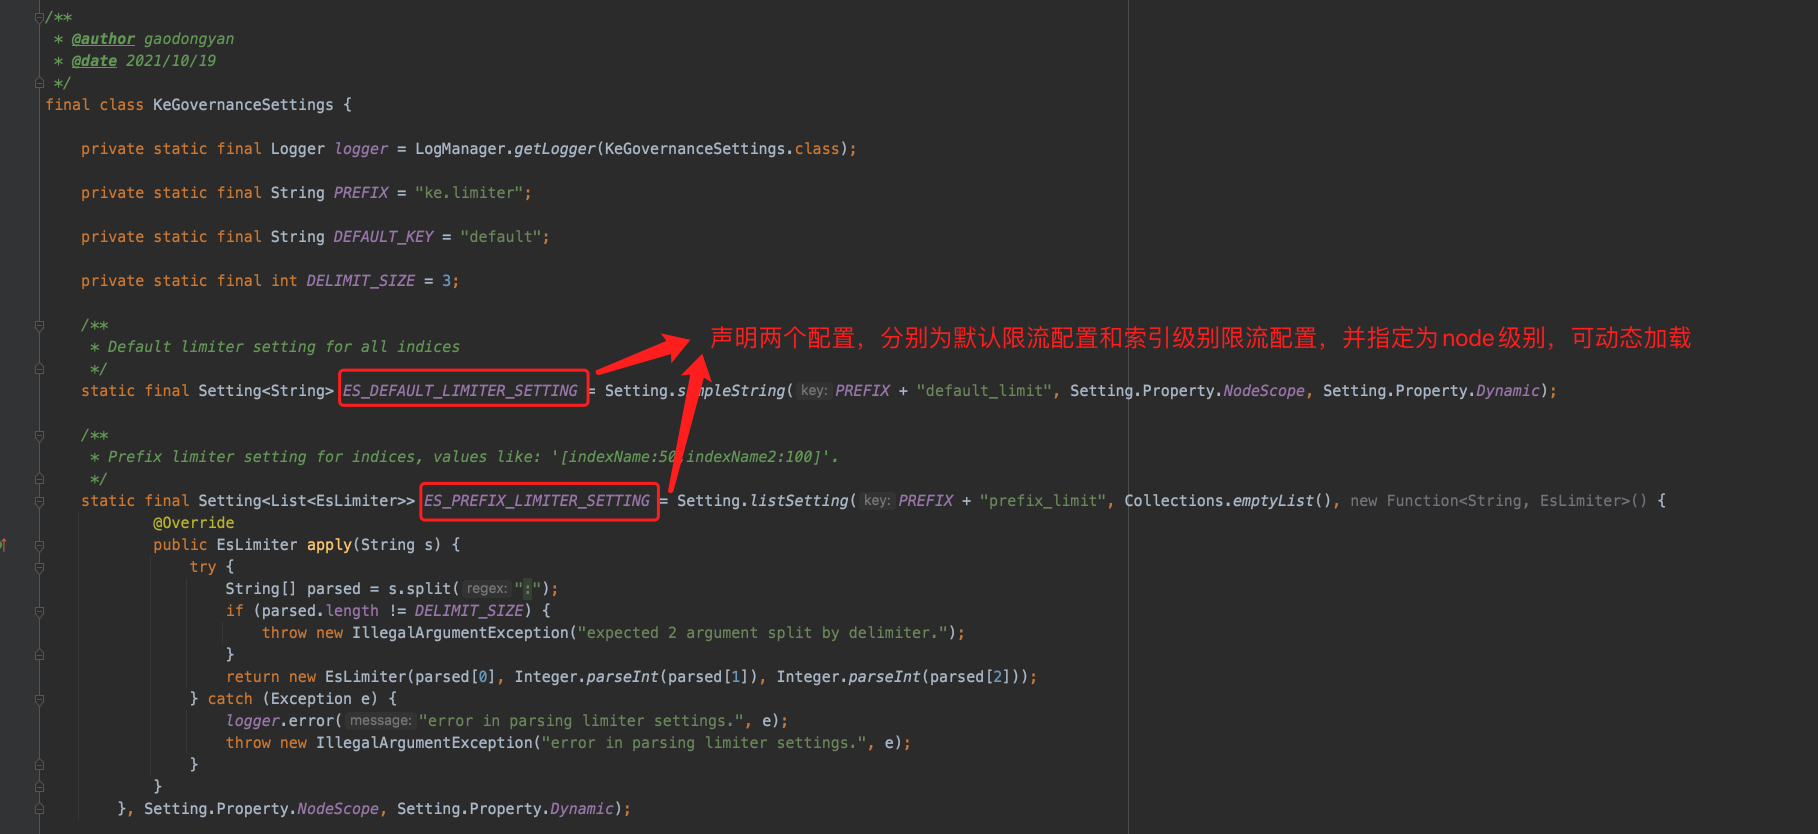 /**
* @author gaodongyan
* @date 2021/10/19
*/
final class KeGovernanceSettings {
private static final Logger logger = LogManager.getLogger(KeGovernanceSettings.class);
private static final String PREFIX = "ke.limiter";
private static final String DEFAULT_KEY = "default";
private static final int DELIMIT_SIZE = 3;
/**
声明两个配置，分别为默认限流配置和索引级别限流配置，并指定为node级别，可动态加载
* Default limiter setting for all indices
*/
static final Setting<String> ES_DEFAULT_LIMITER_SETTING = Setting.s mpleString( key: PREFIX + "default_limit", Setting.Property.NodeScope, Setting.Property.Dynamic);
/**
* Prefix limiter setting for indices, values like: '[indexName:50 indexName2:100]'.
*/
static final Setting<List<EsLimiter>> ES_PREFIX_LIMITER_SETTING = Setting.listSetting( key: PREFIX + "prefix_limit", Collections.emptyList(), new Function<String, EsLimiter>() {
@Override
public EsLimiter apply(String s) {
try {
String[] parsed = s.split( regex: ":");
if (parsed.length != DELIMIT_SIZE) {
throw new IllegalArgumentException("expected 2 argument split by delimiter.");
}
return new EsLimiter(parsed[0], Integer.parseInt(parsed[1]), Integer.parseInt(parsed[2]));
} catch (Exception e) {
logger.error( message: "error in parsing limiter settings.", e);
throw new IllegalArgumentException("error in parsing limiter settings.", e);
}
}
}, Setting.Property.NodeScope, Setting.Property.Dynamic);